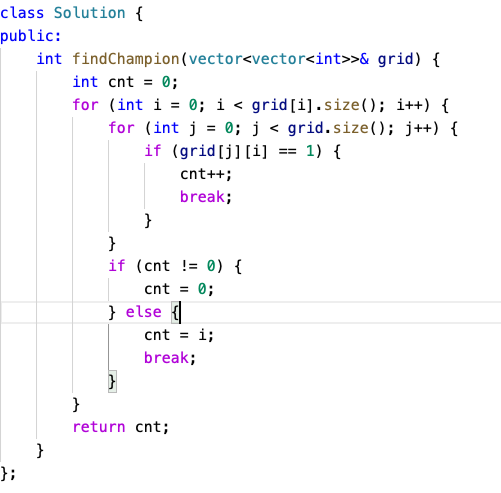 class Solution {
public:
    int findChampion(vector<vector<int>>& grid) {
        int cnt = 0;
        for (int i = 0; i < grid[i].size(); i++) {
            for (int j = 0; j < grid.size(); j++) {
                if (grid[j][i] == 1) {
                    cnt++;
                    break;
                }
            }
            if (cnt != 0) {
                cnt = 0;
            } else {
                cnt = i;
                break;
            }
        }
        return cnt;
    }
};